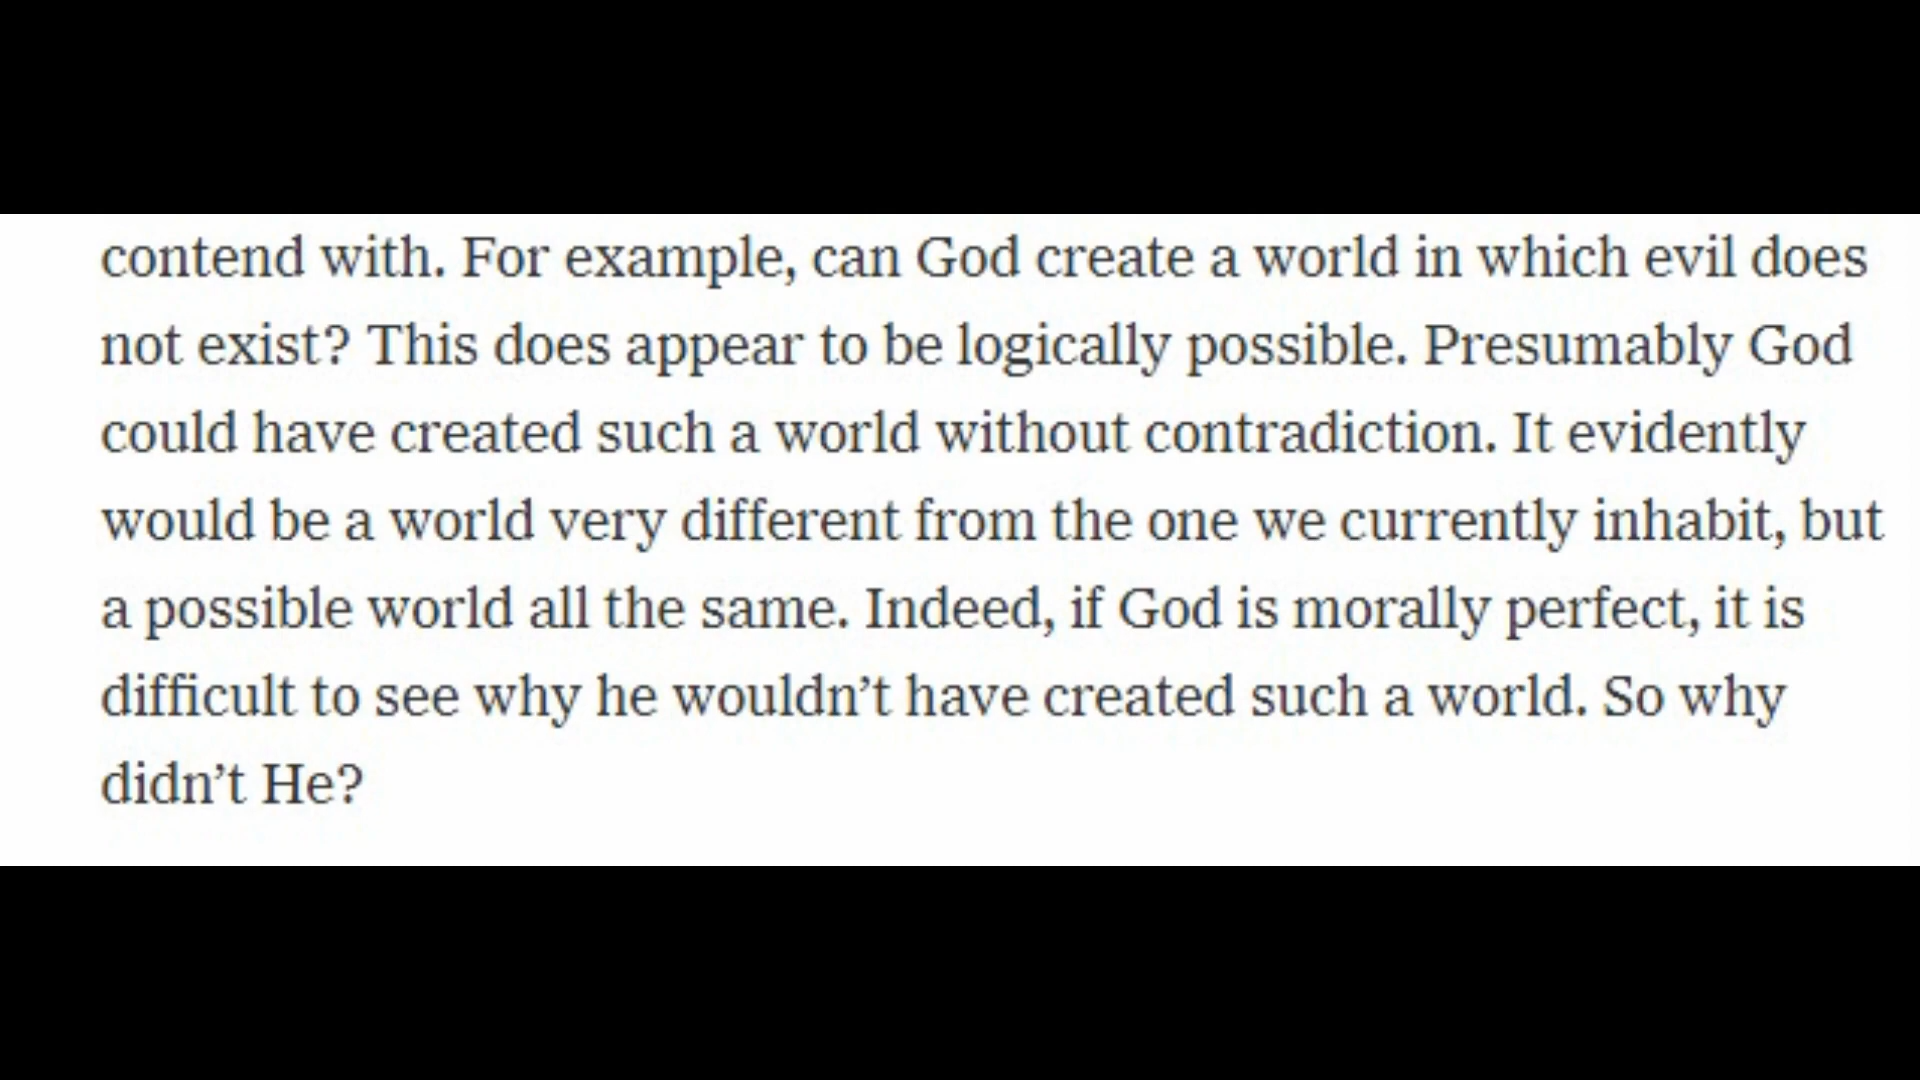 contend with. For example, can God create a world in which evil does
not exist? This does appear to be logically possible. Presumably God
could have created such a world without contradiction. It evidently
would be a world very different from the one we currently inhabit, but
a possible world all the same. Indeed, if God is morally perfect, it is
difficult to see why he wouldn’t have created such a world. So why
didn’t He?